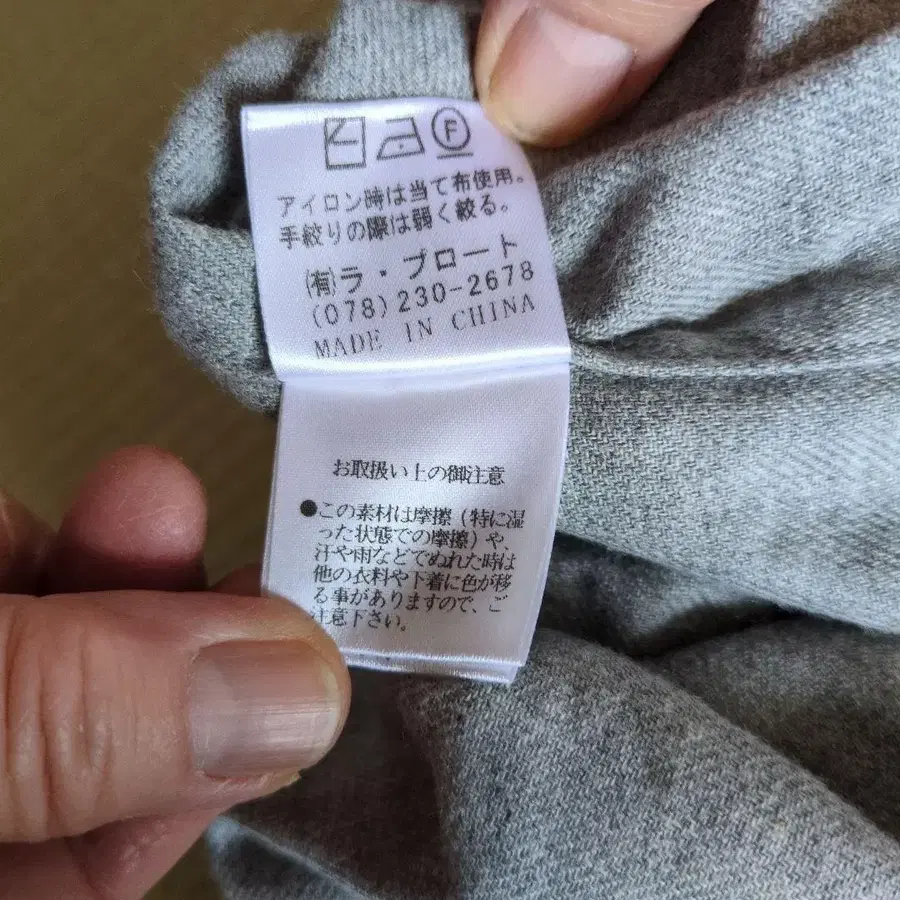 F
アイロン時は当て布使用。
手絞りの際は弱く絞る。
㈲ラ・ブロート
(078)230-2678
MADE IN CHINA
お取扱い上の御注意
●この素材は摩擦(特に湿
った状態での摩擦)や、
汗や雨などでぬれた時は
他の衣料や下着に色が移
る事がありますので、ご
注意下さい。